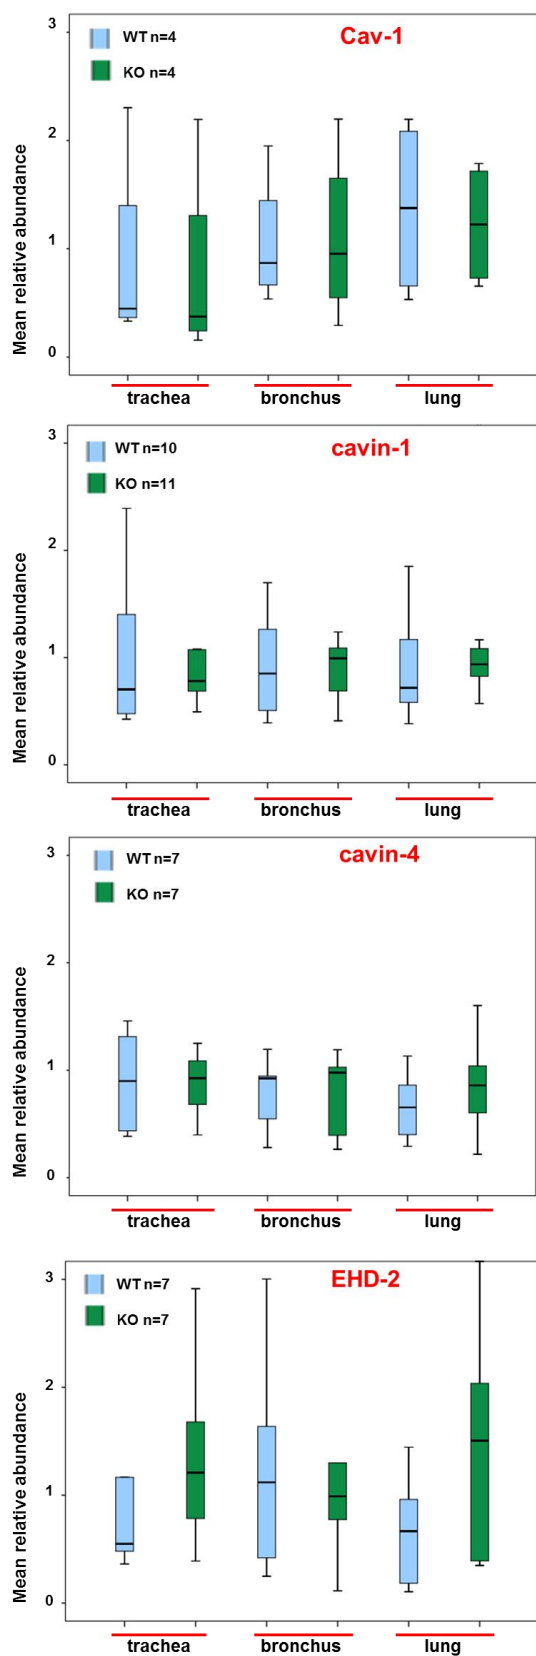 3
Cav-1
WT n=4
KO n=4
2
Mean relative abundance
1
0
trachea bronchus lung
3
cavin-1
WT n=10
KO n=11
2
Mean relative abundance
1
0
trachea bronchus lung
3
cavin-4
WT n=7
KO n=7
2
Mean relative abundance
1
0
trachea bronchus lung
3
EHD-2
WT n=7
KO n=7
2
Mean relative abundance
1
0
trachea bronchus lung